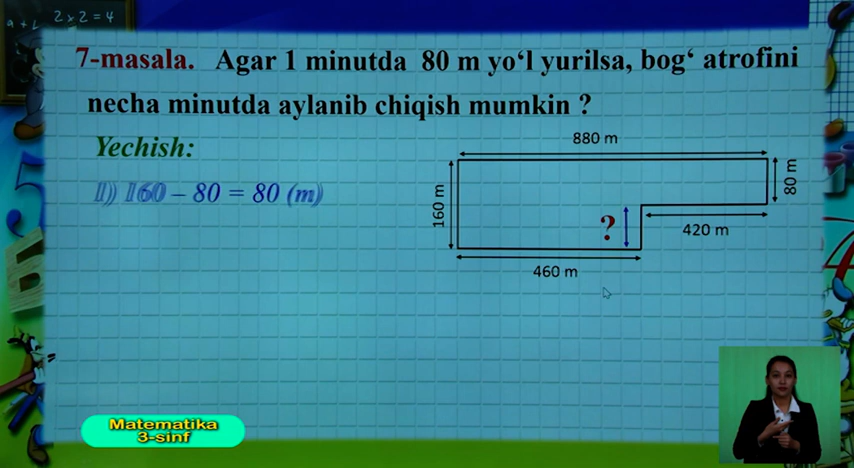 2 x 2 = 4
7-masala. Agar 1 minutda 80 m yo‘l yurilsa, bog‘ atrofini
necha minutda aylanib chiqish mumkin ?
Yechish:
1) 160 – 80 = 80 (m)
880 m
160 m
80 m
?
420 m
460 m
Matematika
3-sinf